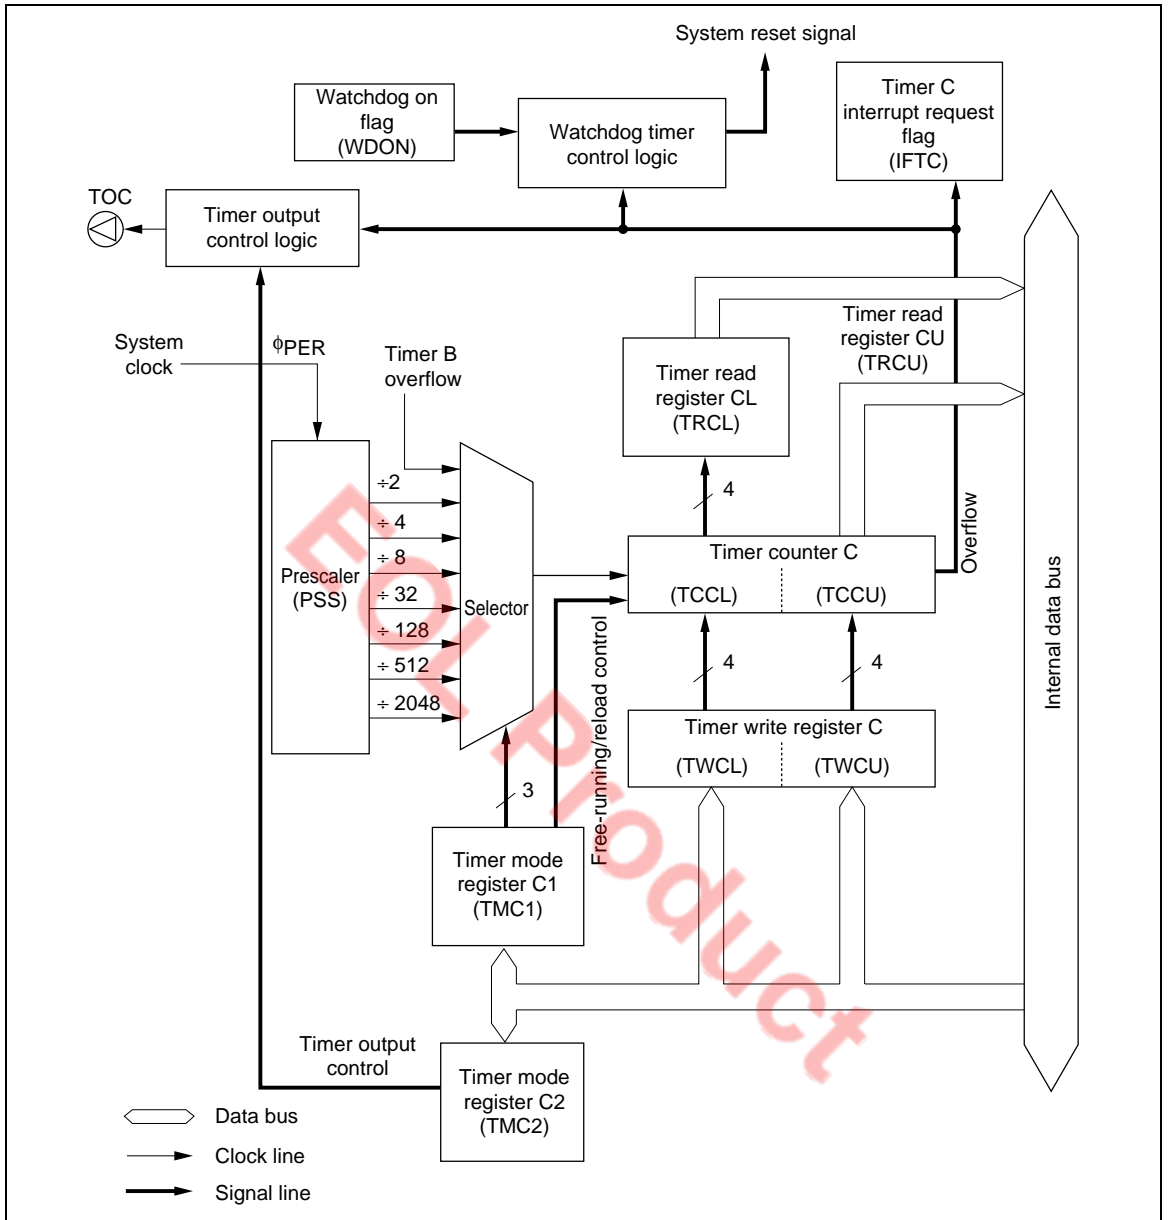 System reset signal
Watchdog on
flag
(WDON)
Watchdog timer
control logic
Timer C
interrupt request
flag
(IFTC)
TOC
Timer output
control logic
System
clock
ϕPER
Timer B
overflow
Timer read
register CL
(TRCL)
Timer read
register CU
(TRCU)
÷2
÷ 4
÷ 8
÷ 32
÷ 128
÷ 512
÷ 2048
Prescaler
(PSS)
Selector
4
Timer counter C
(TCCL)
(TCCU)
Overflow
Internal data bus
Free-running/reload control
4
4
Timer write register C
(TWCL)
(TWCU)
3
Timer mode
register C1
(TMC1)
Timer output
control
Timer mode
register C2
(TMC2)
Data bus
Clock line
Signal line
EOL Product